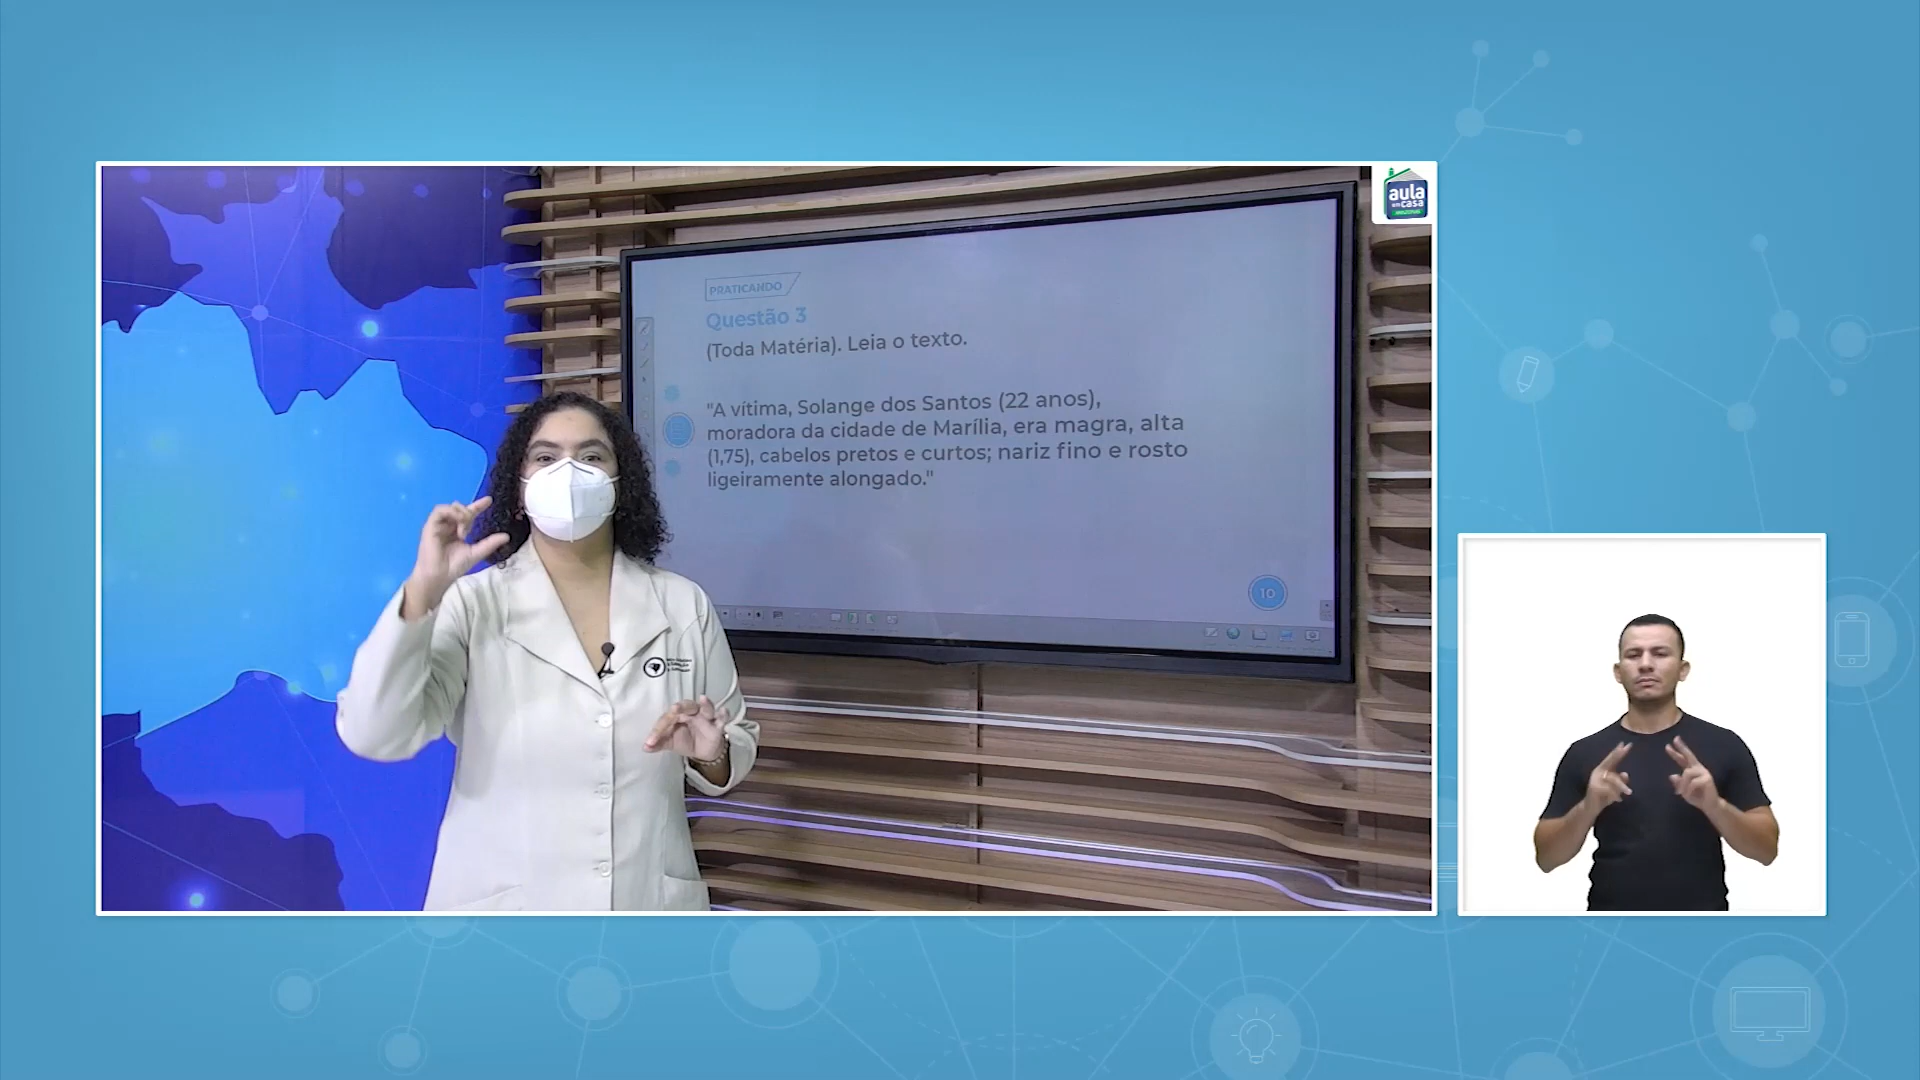 aula
em casa
PRATICANDO
Questão 3
(Toda Matéria). Leia o texto.
"A vítima, Solange dos Santos (22 anos),
moradora da cidade de Marília, era magra, alta
(1,75), cabelos pretos e curtos; nariz fino e rosto
ligeiramente alongado."
10